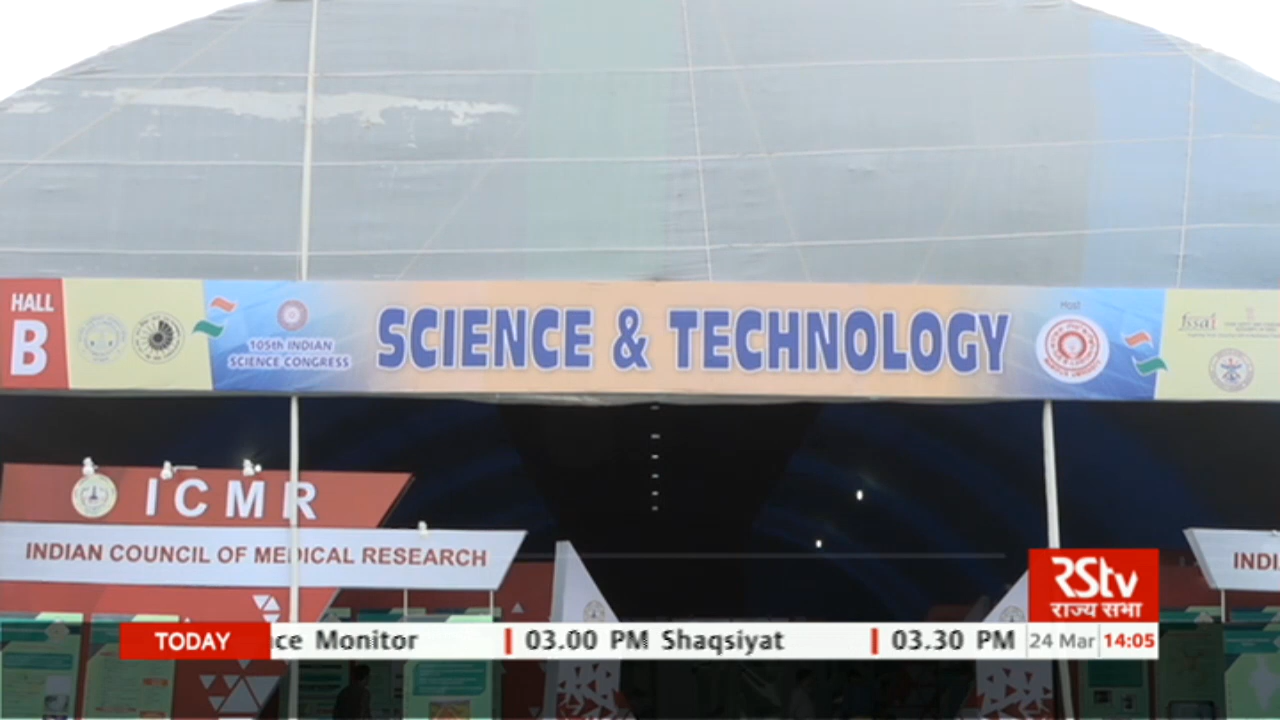 HALL
B
105th INDIAN
SCIENCE CONGRESS
SCIENCE & TECHNOLOGY
Host
fssai
ICMR
INDIAN COUNCIL OF MEDICAL RESEARCH
INDI
RStv
राज्य सभा
TODAY
ce Monitor
03.00 PM Shaqsiyat
03.30 PM
24 Mar
14:05